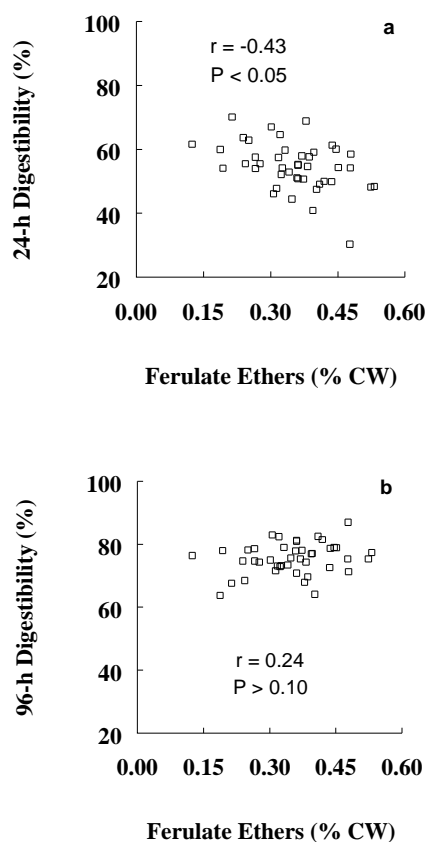 a
r = -0.43
P < 0.05
100
80
60
40
20
24-h Digestibility (%)
0.00 0.15 0.30 0.45 0.60
Ferulate Ethers (% CW)
b
100
80
60
40
20
96-h Digestibility (%)
r = 0.24
P > 0.10
0.00 0.15 0.30 0.45 0.60
Ferulate Ethers (% CW)